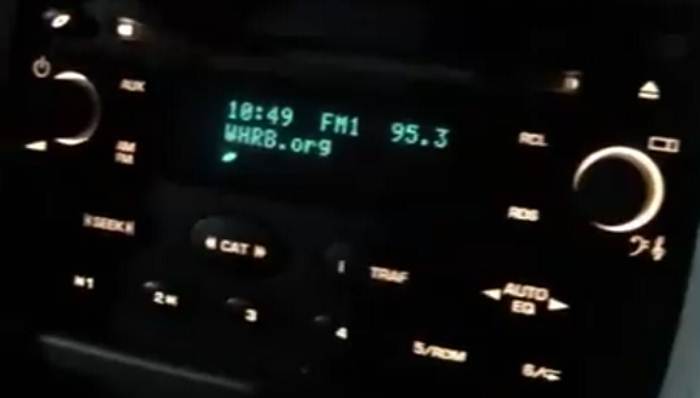 AUX
10:49 FM1 95.3
WHRB.org
RCL
AM
FM
RDS
SEEK
CAT
i TRAF
AUTO
EQ
1
2
3
4
5/RDM
6/